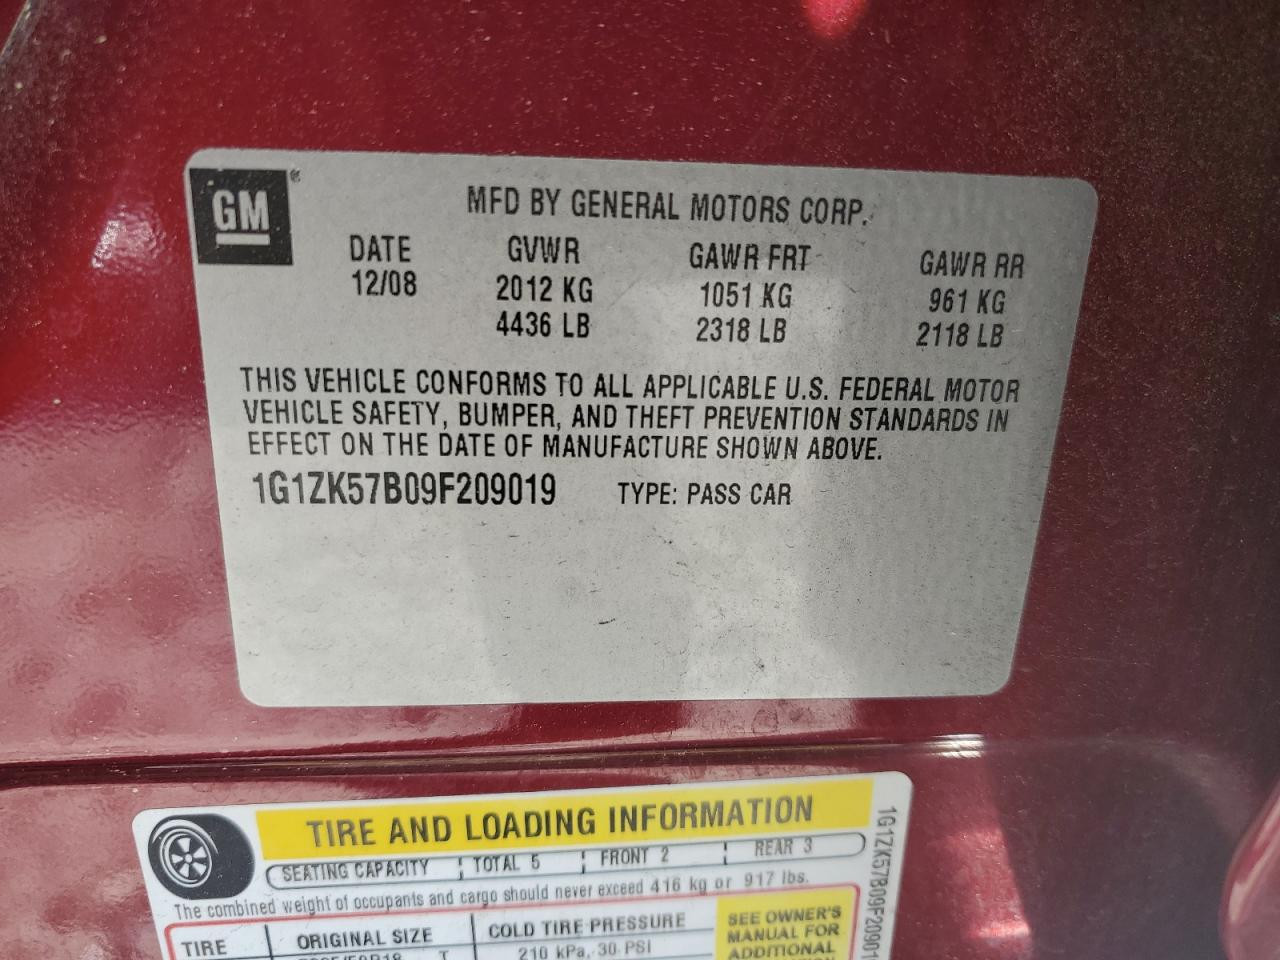 GM®
MFD BY GENERAL MOTORS CORP.
DATE GVWR GAWR FRT GAWR RR
12/08 2012 KG 1051 KG 961 KG
4436 LB 2318 LB 2118 LB
THIS VEHICLE CONFORMS TO ALL APPLICABLE U.S. FEDERAL MOTOR
VEHICLE SAFETY, BUMPER, AND THEFT PREVENTION STANDARDS IN
EFFECT ON THE DATE OF MANUFACTURE SHOWN ABOVE.
1G1ZK57B09F209019 TYPE: PASS CAR
TIRE AND LOADING INFORMATION
SEATING CAPACITY TOTAL 5 FRONT 2 REAR 3
The combined weight of occupants and cargo should never exceed 416 kg or 917 lbs.
TIRE ORIGINAL SIZE COLD TIRE PRESSURE
210 kPa, 30 PSI
SEE OWNER'S
MANUAL FOR
ADDITIONAL
1G1ZK57B09F20901